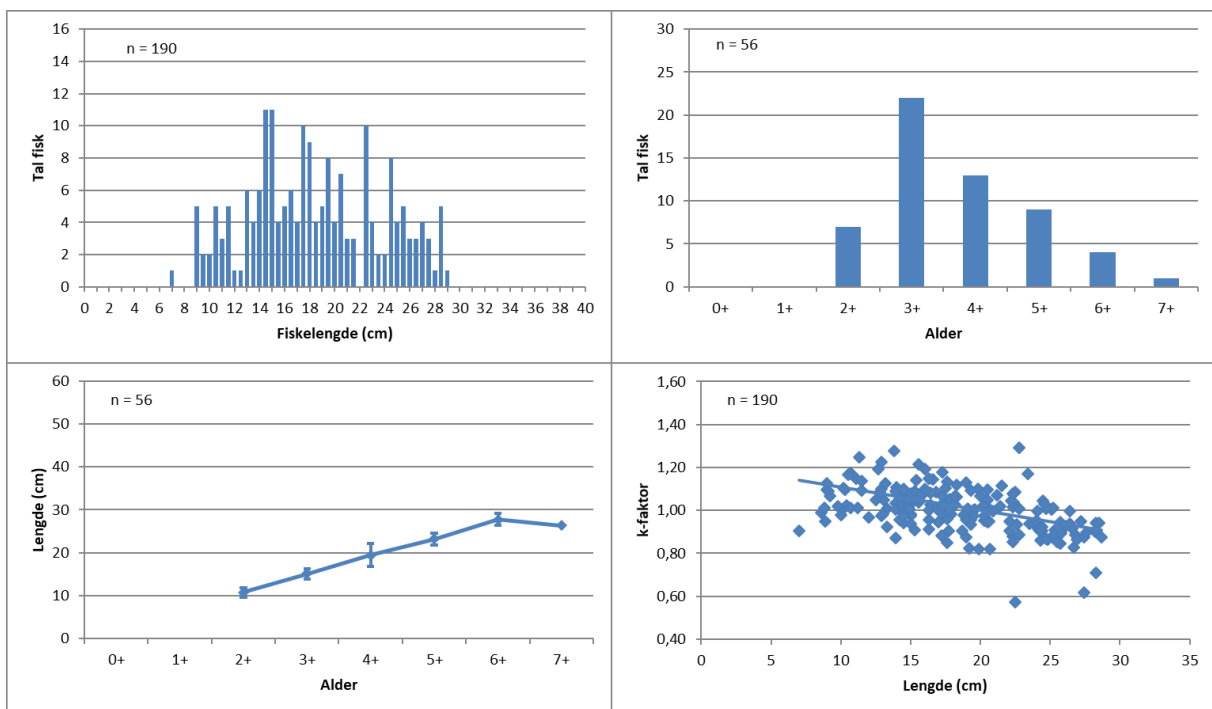 n = 190
Tal fisk
16
14
12
10
8
6
4
2
0
0 2 4 6 8 10 12 14 16 18 20 22 24 26 28 30 32 34 36 38 40
Fiskelengde (cm)
n = 56
Tal fisk
30
25
20
15
10
5
0
0+ 1+ 2+ 3+ 4+ 5+ 6+ 7+
Alder
n = 56
Lengde (cm)
60
50
40
30
20
10
0
0+ 1+ 2+ 3+ 4+ 5+ 6+ 7+
Alder
n = 190
k-faktor
1,60
1,40
1,20
1,00
0,80
0,60
0,40
0 5 10 15 20 25 30 35
Lengde (cm)